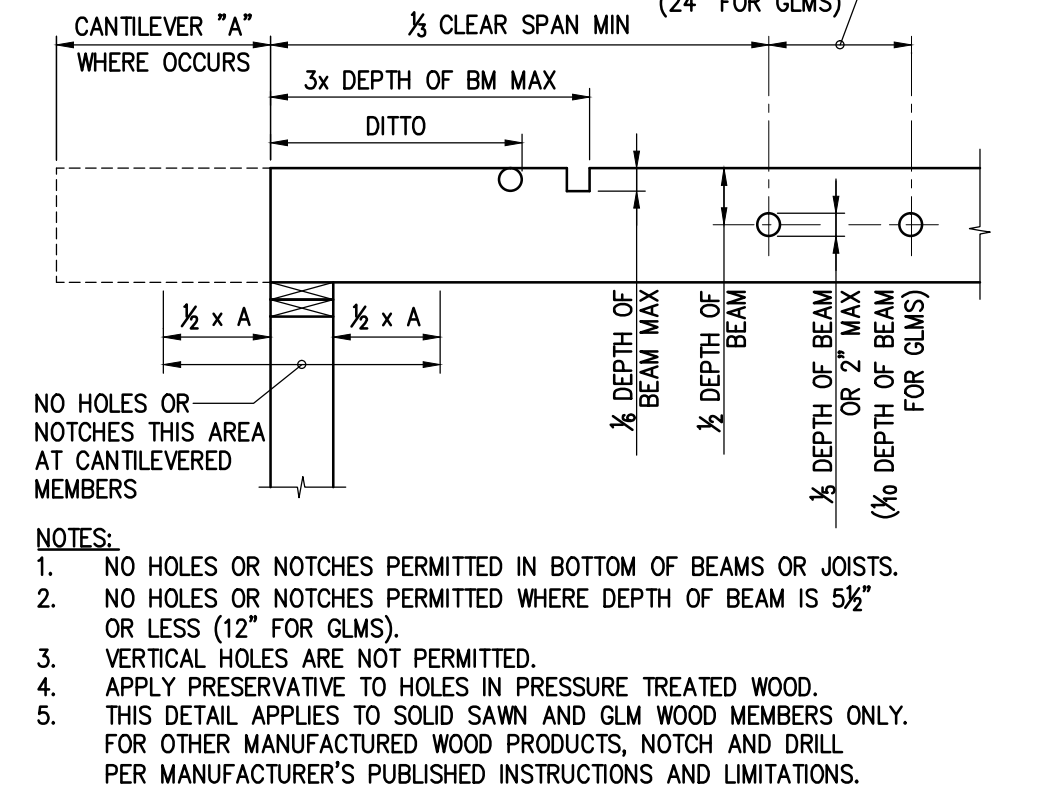 (24" FOR GLMS)
CANTILEVER "A"
WHERE OCCURS
⅓ CLEAR SPAN MIN
3x DEPTH OF BM MAX
DITTO
½ x A
½ x A
⅙ DEPTH OF
BEAM MAX
½ DEPTH OF
BEAM
⅕ DEPTH OF BEAM
OR 2" MAX
(⅒ DEPTH OF BEAM
FOR GLMS)
NO HOLES OR
NOTCHES THIS AREA
AT CANTILEVERED
MEMBERS
NOTES:
1. NO HOLES OR NOTCHES PERMITTED IN BOTTOM OF BEAMS OR JOISTS.
2. NO HOLES OR NOTCHES PERMITTED WHERE DEPTH OF BEAM IS 5½"
OR LESS (12" FOR GLMS).
3. VERTICAL HOLES ARE NOT PERMITTED.
4. APPLY PRESERVATIVE TO HOLES IN PRESSURE TREATED WOOD.
5. THIS DETAIL APPLIES TO SOLID SAWN AND GLM WOOD MEMBERS ONLY.
FOR OTHER MANUFACTURED WOOD PRODUCTS, NOTCH AND DRILL
PER MANUFACTURER'S PUBLISHED INSTRUCTIONS AND LIMITATIONS.